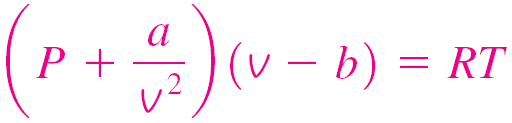 (P + a/v²)(v − b) = RT